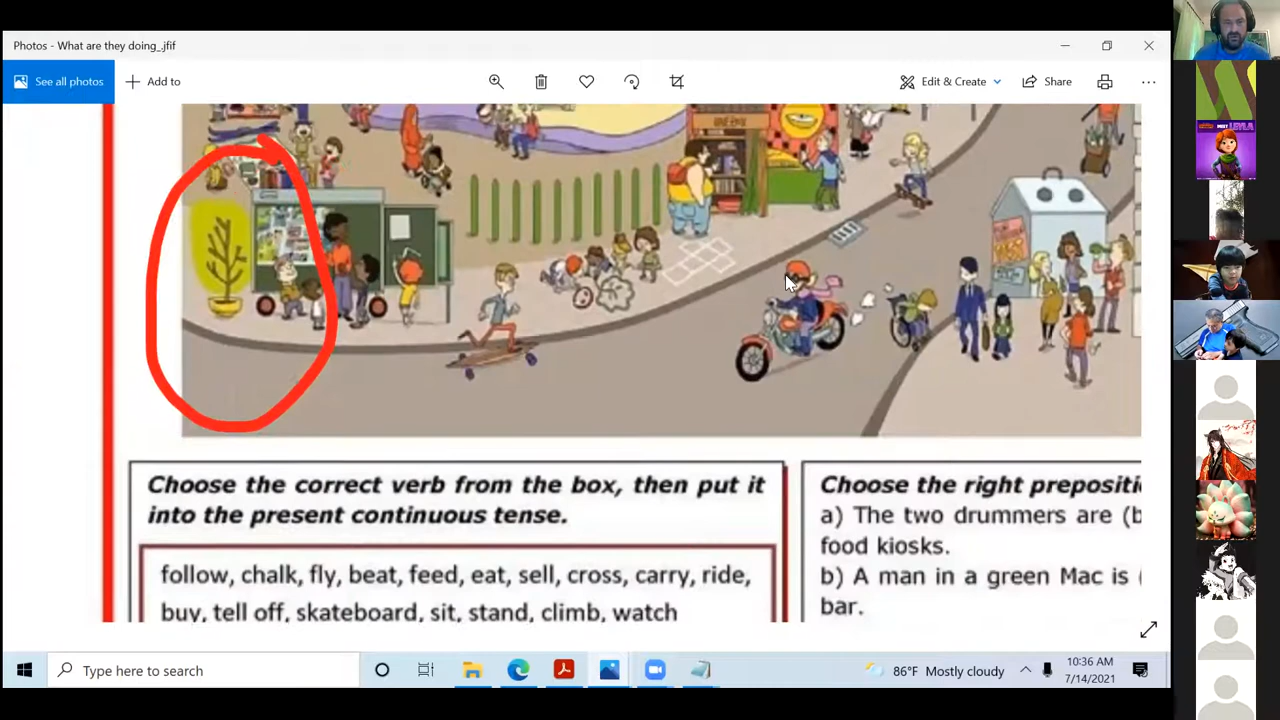 Photos - What are they doing_.jfif
See all photos
Add to
Edit & Create
Share
Choose the correct verb from the box, then put it
into the present continuous tense.
follow, chalk, fly, beat, feed, eat, sell, cross, carry, ride,
buy, tell off, skateboard, sit, stand, climb, watch
Choose the right prepositi
a) The two drummers are (b
food kiosks.
b) A man in a green Mac is (
bar.
Type here to search
86°F Mostly cloudy
10:36 AM
7/14/2021